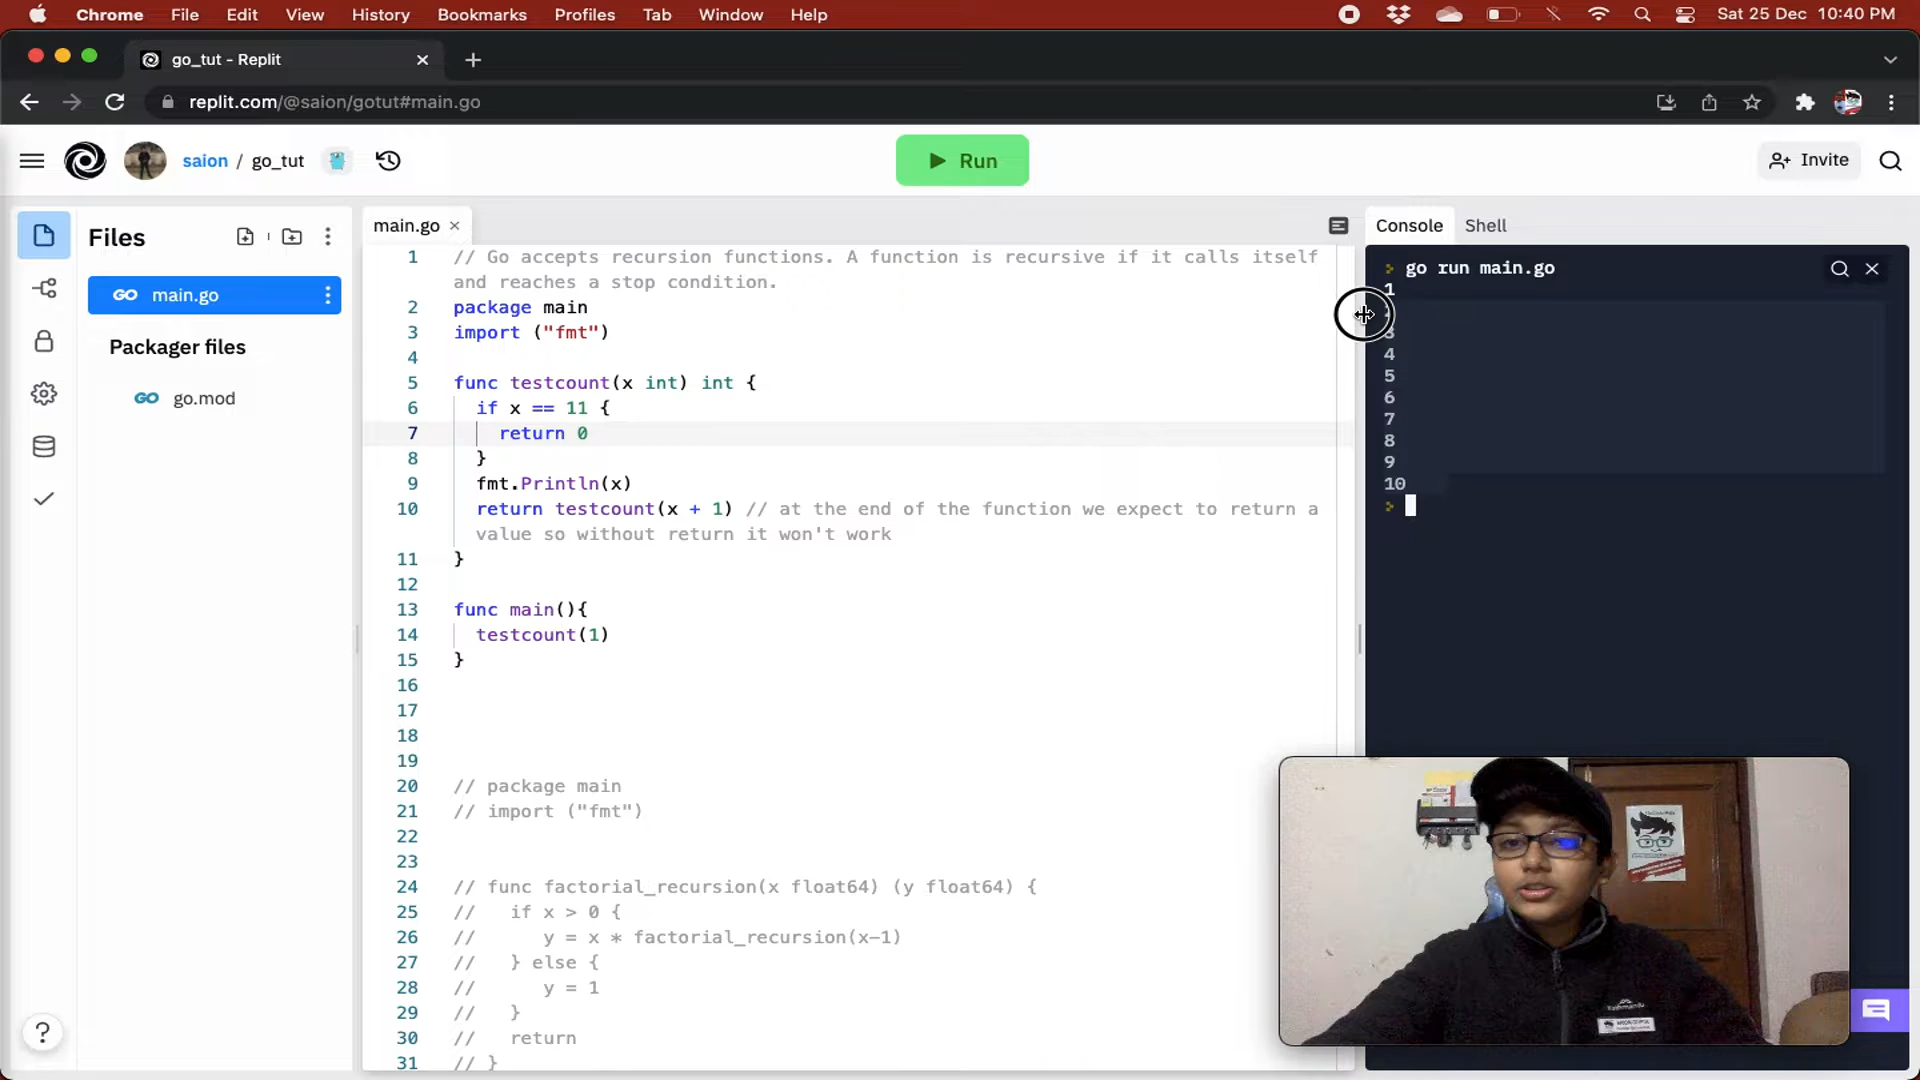 Chrome File Edit View History Bookmarks Profiles Tab Window Help Sat 25 Dec 10:40 PM
go_tut - Replit
replit.com/@saion/gotut#main.go
saion / go_tut
Run
Invite
Files
main.go
Packager files
go.mod
main.go
1 // Go accepts recursion functions. A function is recursive if it calls itself
and reaches a stop condition.
2 package main
3 import ("fmt")
4
5 func testcount(x int) int {
6 if x == 11 {
7 return 0
8 }
9 fmt.Println(x)
10 return testcount(x + 1) // at the end of the function we expect to return a
value so without return it won't work
11 }
12
13 func main(){
14 testcount(1)
15 }
16
17
18
19
20 // package main
21 // import ("fmt")
22
23
24 // func factorial_recursion(x float64) (y float64) {
25 // if x > 0 {
26 // y = x * factorial_recursion(x-1)
27 // } else {
28 // y = 1
29 // }
30 // return
31 // }
Console Shell
go run main.go
1
3
4
5
6
7
8
9
10